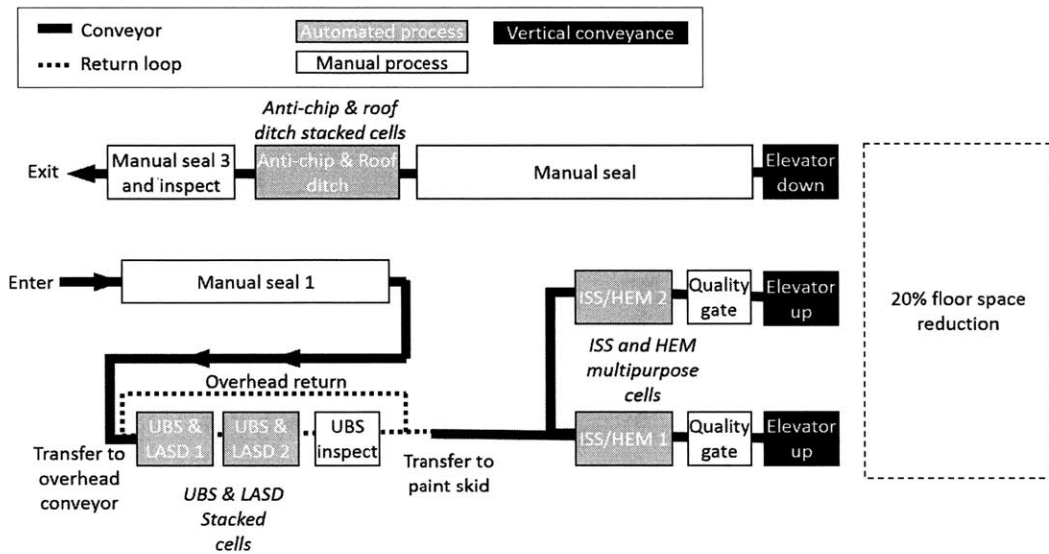 Conveyor
Automated process
Vertical conveyance
Return loop
Manual process
Anti-chip & roof
ditch stacked cells
Exit
Manual seal 3
and inspect
Anti-chip & Roof
ditch
Manual seal
Elevator
down
Enter
Manual seal 1
ISS/HEM 2
Quality
gate
Elevator
up
20% floor space
reduction
ISS and HEM
multipurpose
cells
Overhead return
UBS &
LASD 1
UBS &
LASD 2
UBS
inspect
ISS/HEM 1
Quality
gate
Elevator
up
Transfer to
overhead
conveyor
Transfer to
paint skid
UBS & LASD
Stacked
cells